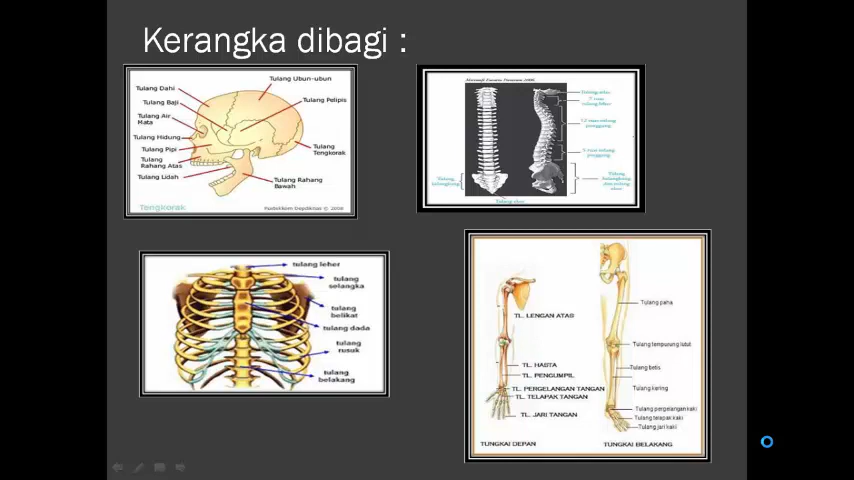 Kerangka dibagi :
Tulang Ubun-ubun
Tulang Dahi
Tulang Baji
Tulang Pelipis
Tulang Air
Mata
Tulang Hidung
Tulang Pipi
Tulang
Rahang Atas
Tulang Lidah
Tulang
Tengkorak
Tulang Rahang
Bawah
Tengkorak
Pustekkom Depdiknas © 2008
tulang leher
tulang
selangka
tulang
belikat
tulang dada
tulang
rusuk
tulang
belakang
TL. LENGAN ATAS
TL. HASTA
TL. PENGUMPIL
TL. PERGELANGAN TANGAN
TL. TELAPAK TANGAN
TL. JARI TANGAN
TUNGKAI DEPAN
Tulang paha
Tulang tempurung lutut
Tulang betis
Tulang kering
Tulang pergelangan kaki
Tulang telapak kaki
Tulang jari kaki
TUNGKAI BELAKANG